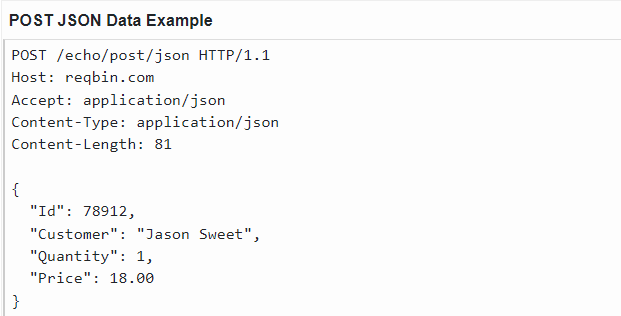 POST JSON Data Example
POST /echo/post/json HTTP/1.1
Host: reqbin.com
Accept: application/json
Content-Type: application/json
Content-Length: 81

{
  "Id": 78912,
  "Customer": "Jason Sweet",
  "Quantity": 1,
  "Price": 18.00
}